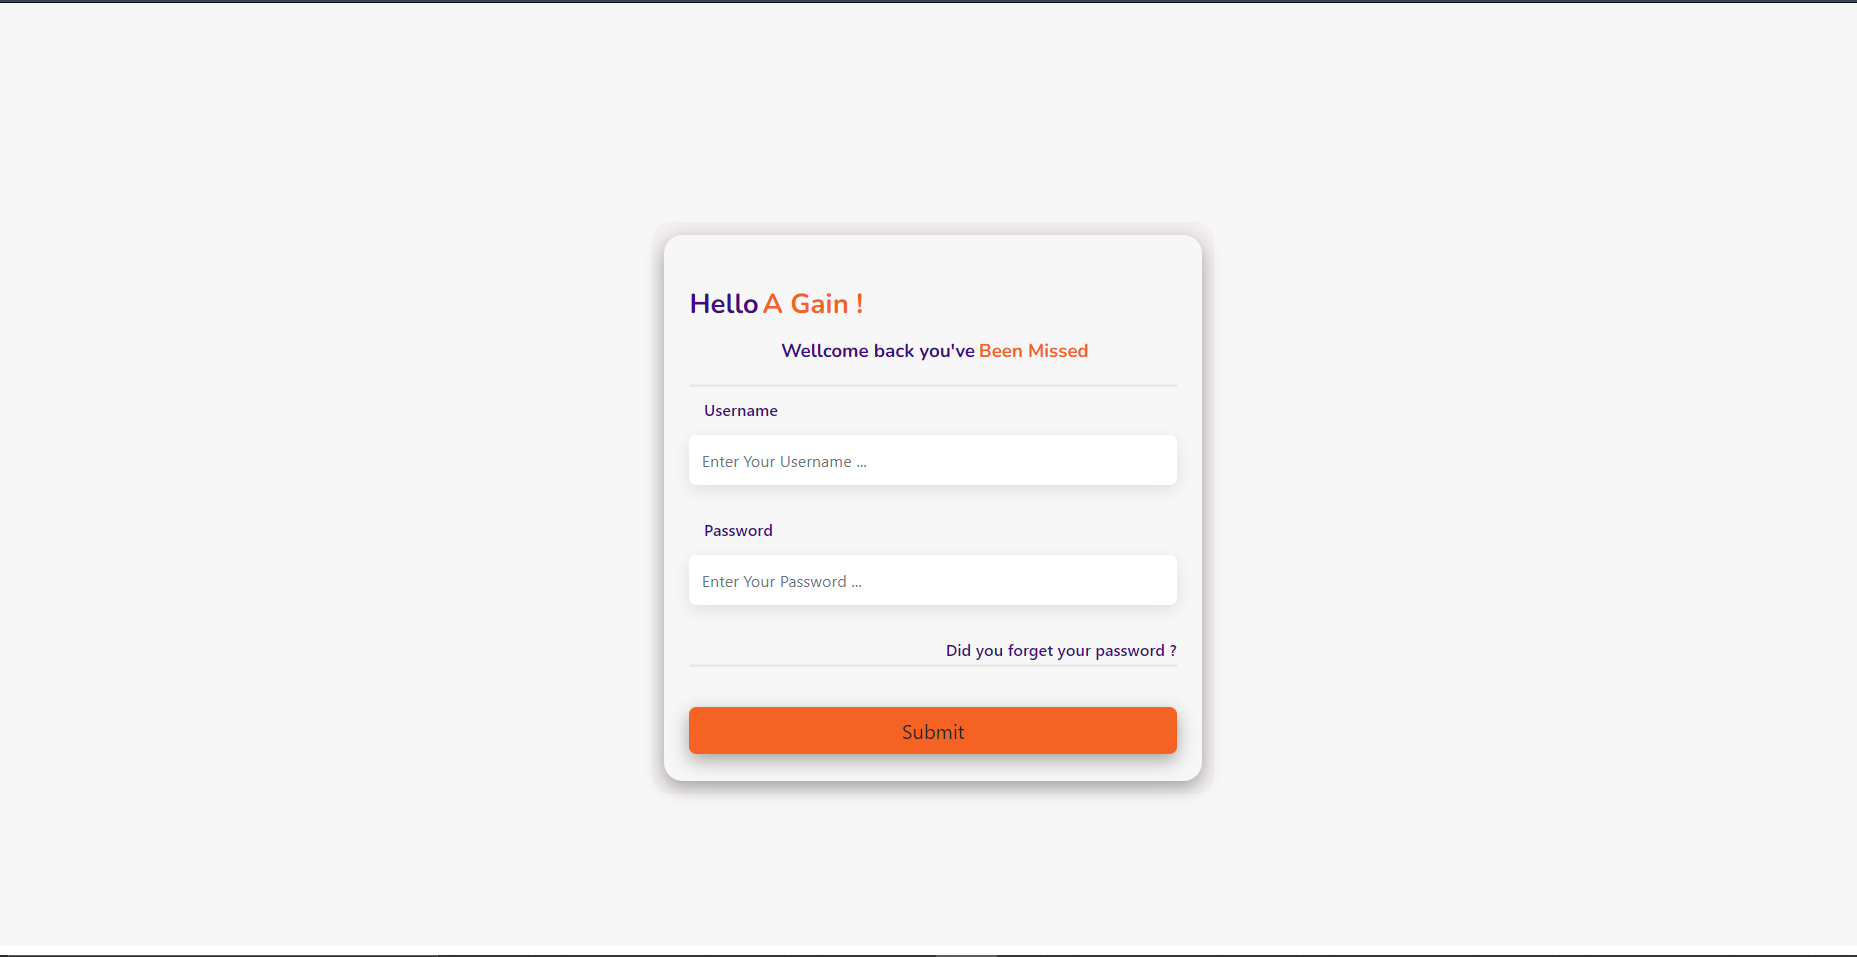 Hello A Gain !
Wellcome back you've Been Missed
Username
Enter Your Username ...
Password
Enter Your Password ...
Did you forget your password ?
Submit